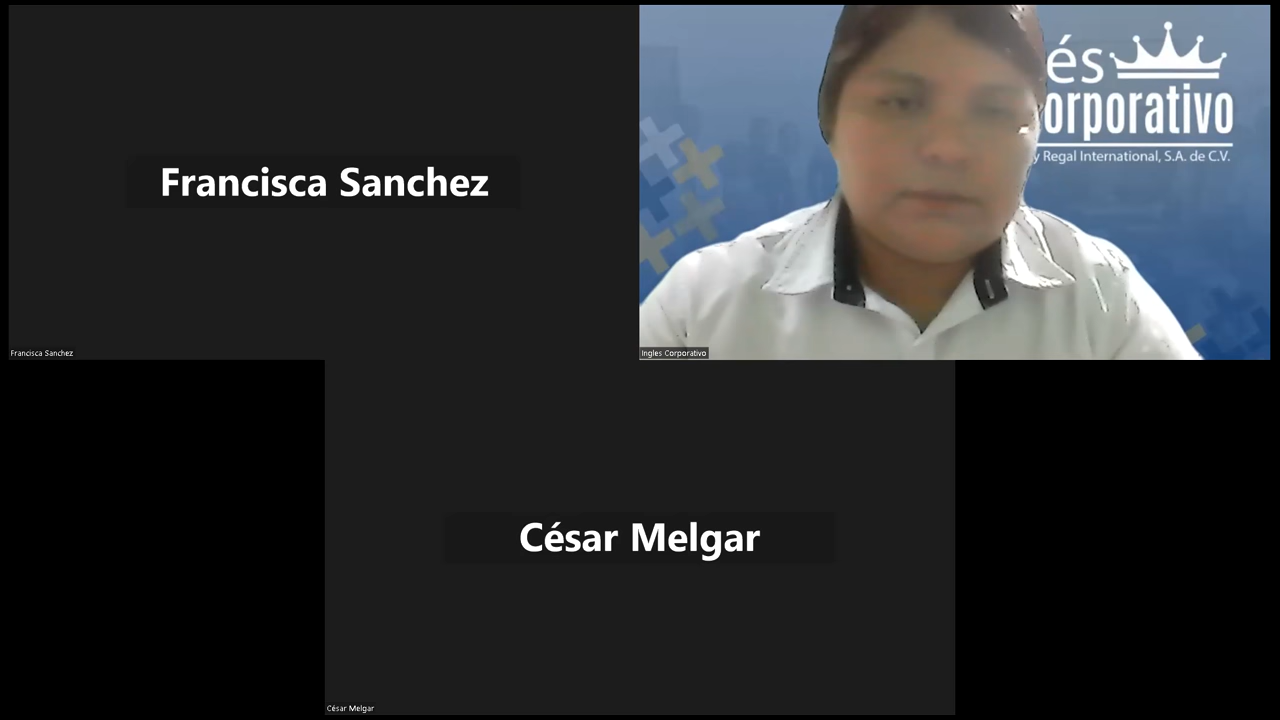 Francisca Sanchez
Francisca Sanchez
és
orporativo
y Regal International, S.A. de C.V.
Ingles Corporativo
César Melgar
César Melgar